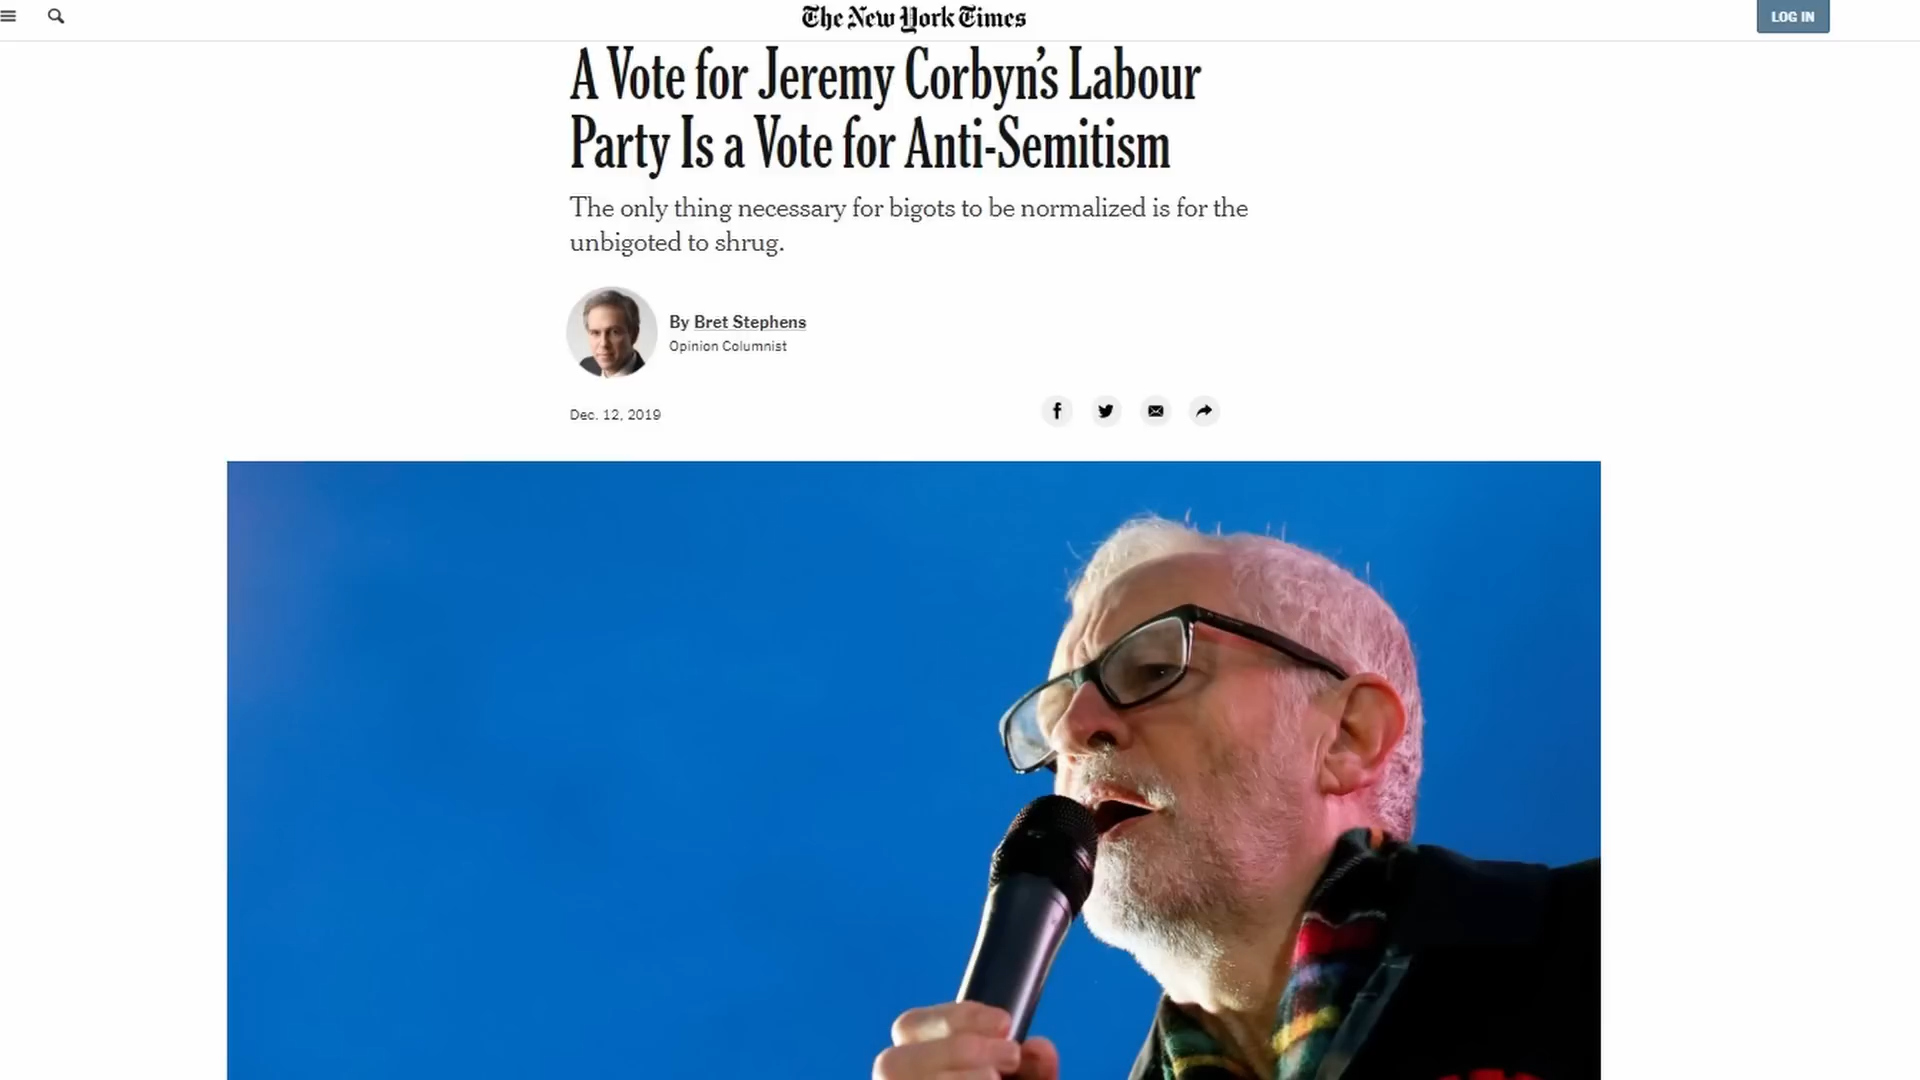 The New York Times
LOG IN
A Vote for Jeremy Corbyn’s Labour
Party Is a Vote for Anti-Semitism
The only thing necessary for bigots to be normalized is for the
unbigoted to shrug.
By Bret Stephens
Opinion Columnist
Dec. 12, 2019